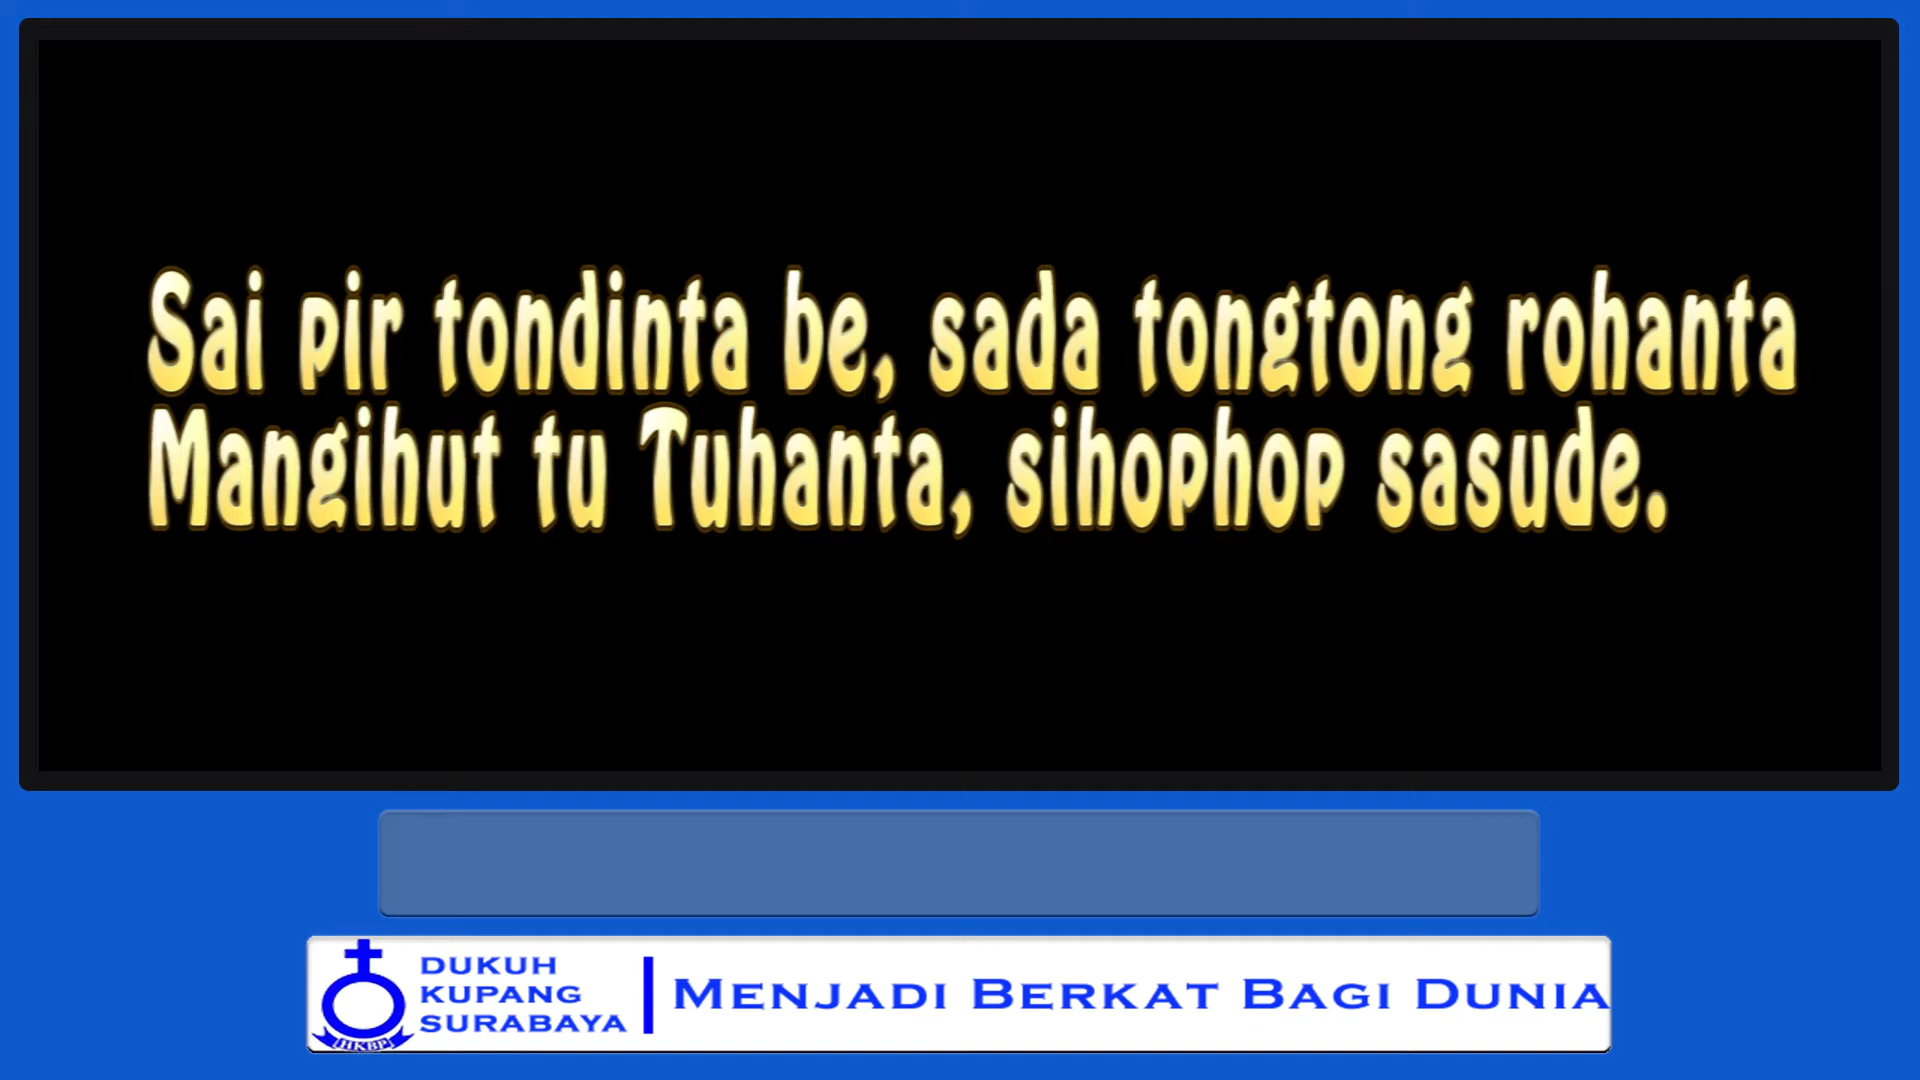 Sai pir tondinta be, sada tongtong rohanta
Mangihut tu Tuhanta, sihophop sasude.
DUKUH
KUPANG
SURABAYA
HKBP
MENJADI BERKAT BAGI DUNIA